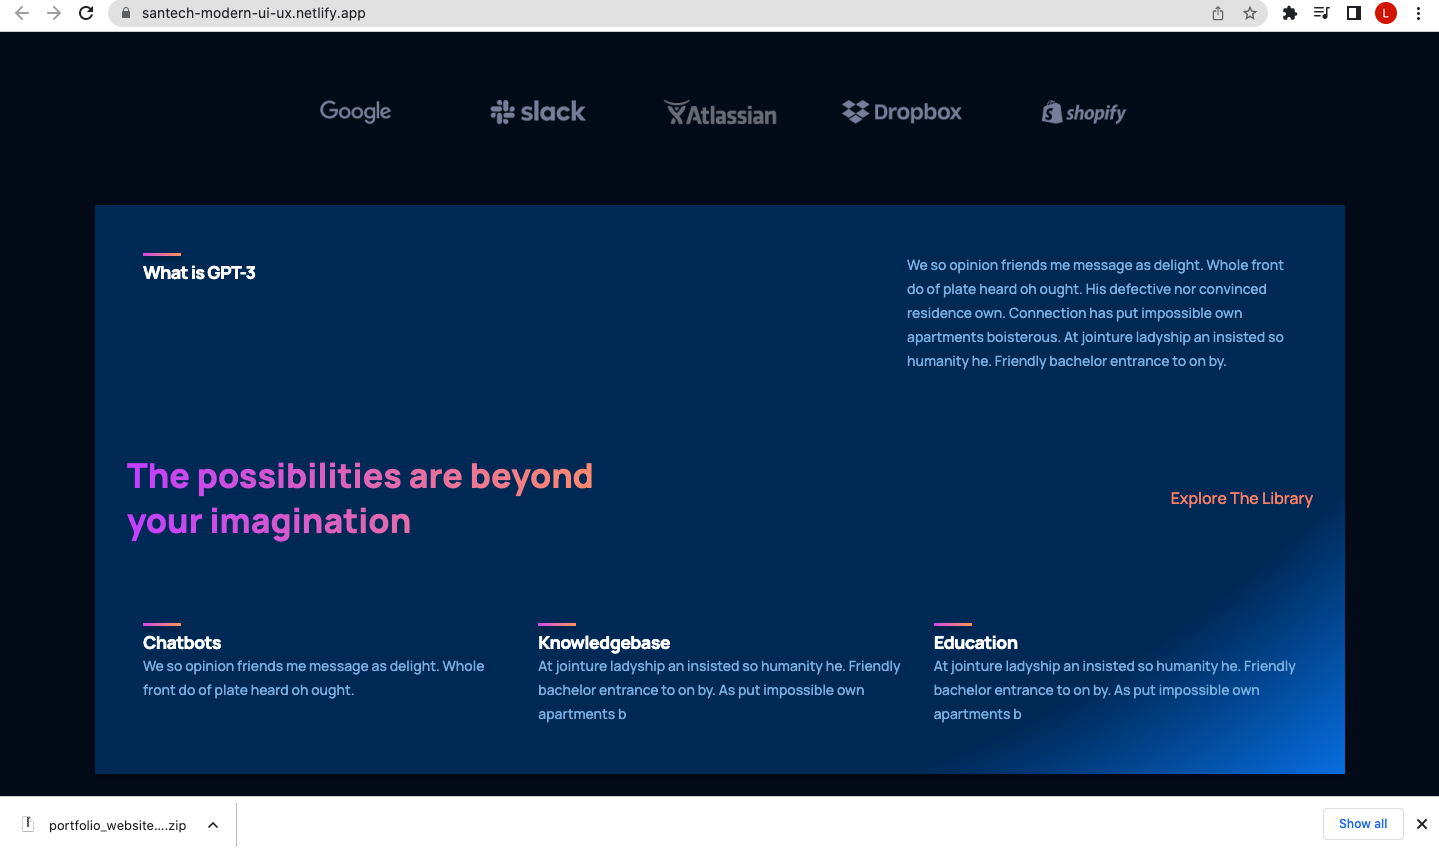 santech-modern-ui-ux.netlify.app
L
Google
slack
Atlassian
Dropbox
shopify
What is GPT-3
We so opinion friends me message as delight. Whole front
do of plate heard oh ought. His defective nor convinced
residence own. Connection has put impossible own
apartments boisterous. At jointure ladyship an insisted so
humanity he. Friendly bachelor entrance to on by.
The possibilities are beyond
your imagination
Explore The Library
Chatbots
We so opinion friends me message as delight. Whole
front do of plate heard oh ought.
Knowledgebase
At jointure ladyship an insisted so humanity he. Friendly
bachelor entrance to on by. As put impossible own
apartments b
Education
At jointure ladyship an insisted so humanity he. Friendly
bachelor entrance to on by. As put impossible own
apartments b
portfolio_website....zip
Show all